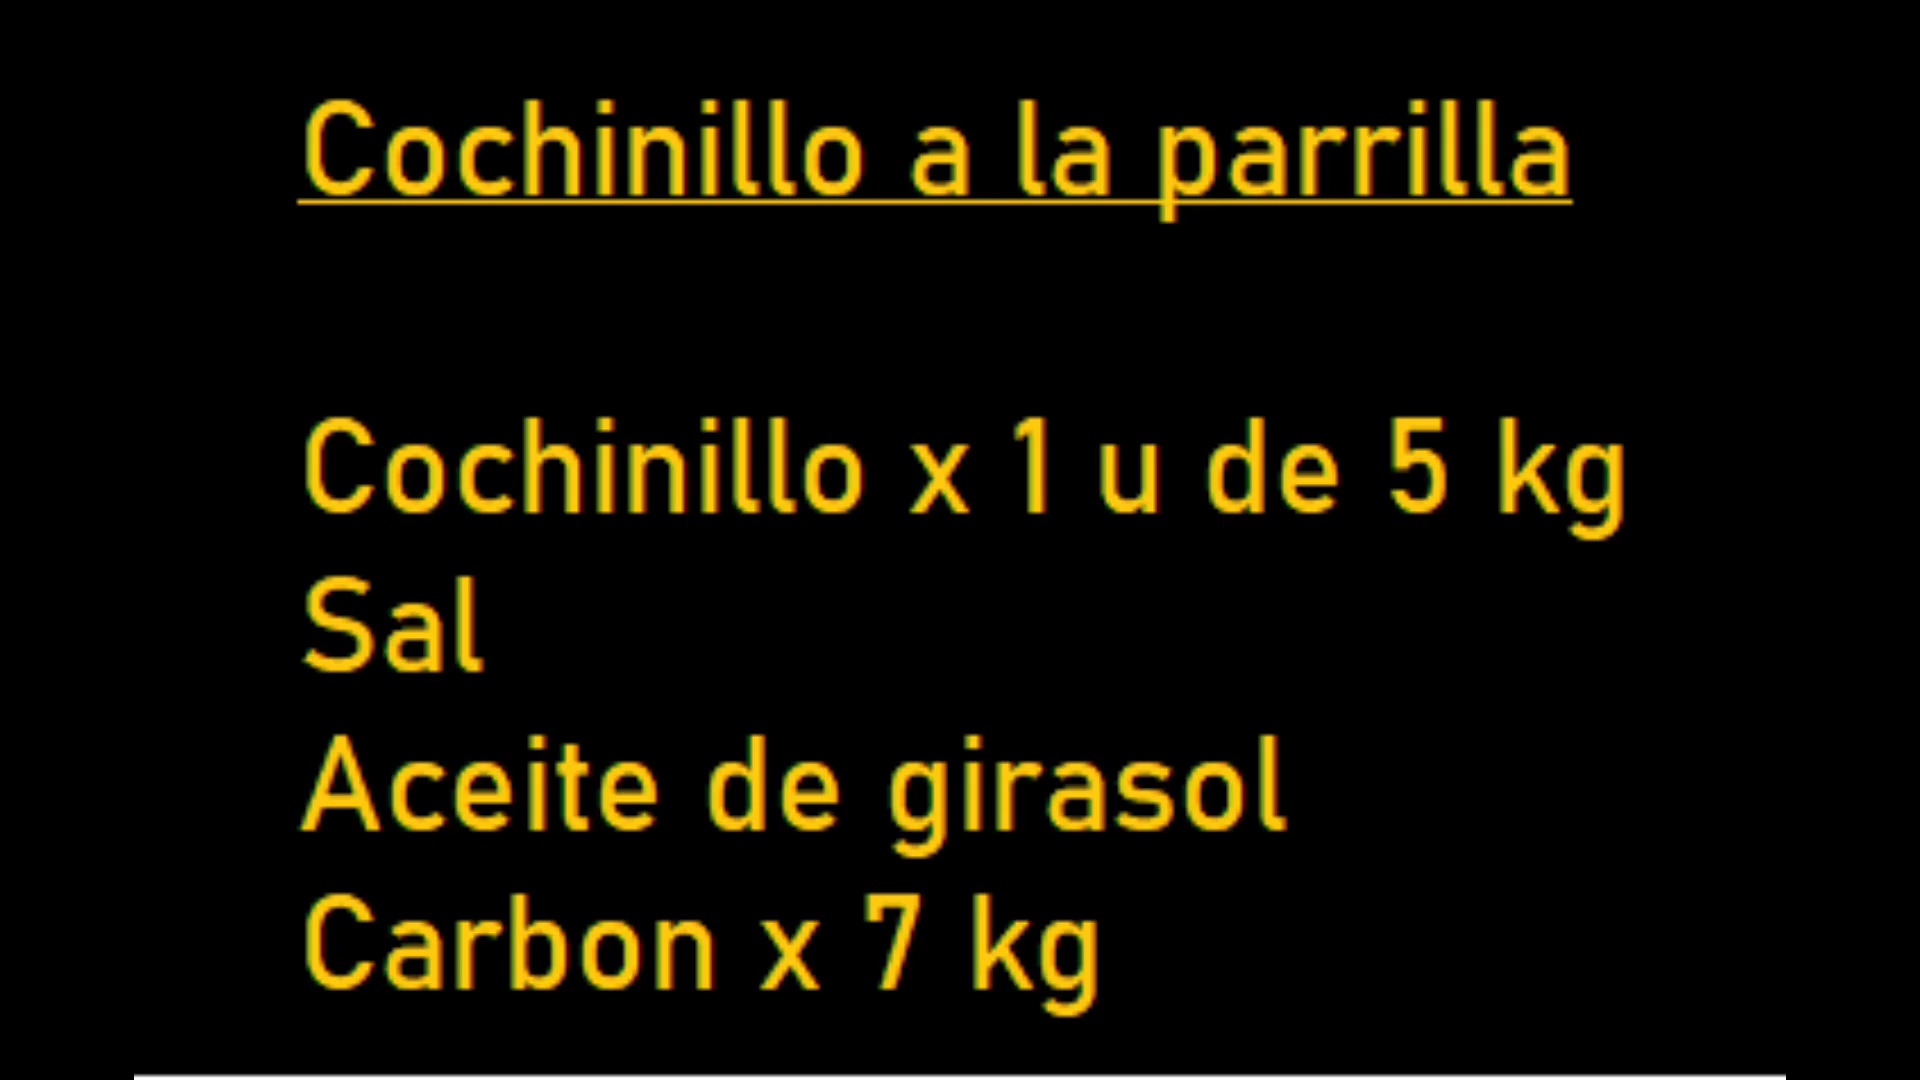 Cochinillo a la parrilla
Cochinillo x 1 u de 5 kg
Sal
Aceite de girasol
Carbon x 7 kg